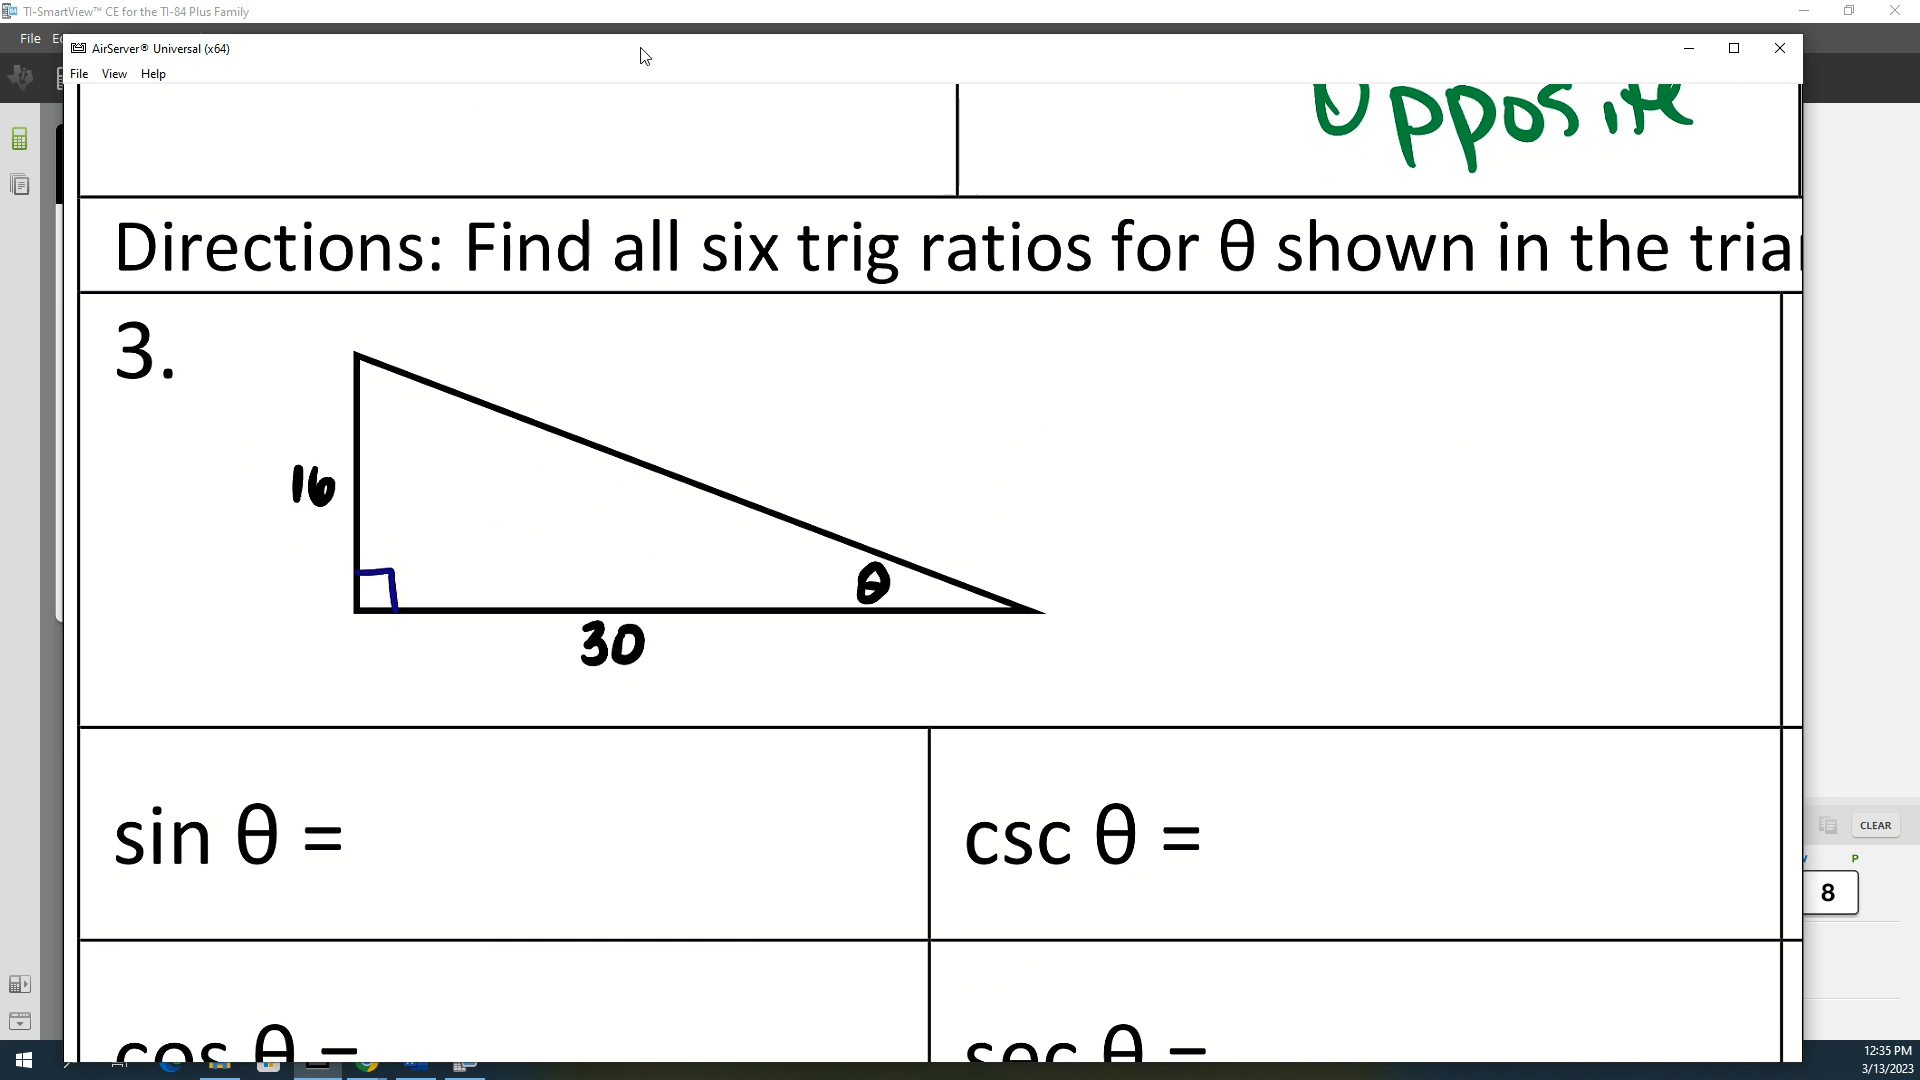 TI-SmartView™ CE for the TI-84 Plus Family
File
AirServer® Universal (x64)
File View Help
Opposite
Directions: Find all six trig ratios for θ shown in the
3.
16
θ
30
sin θ =
csc θ =
cos θ =
sec θ =
CLEAR
P
8
12:35 PM
3/13/2023